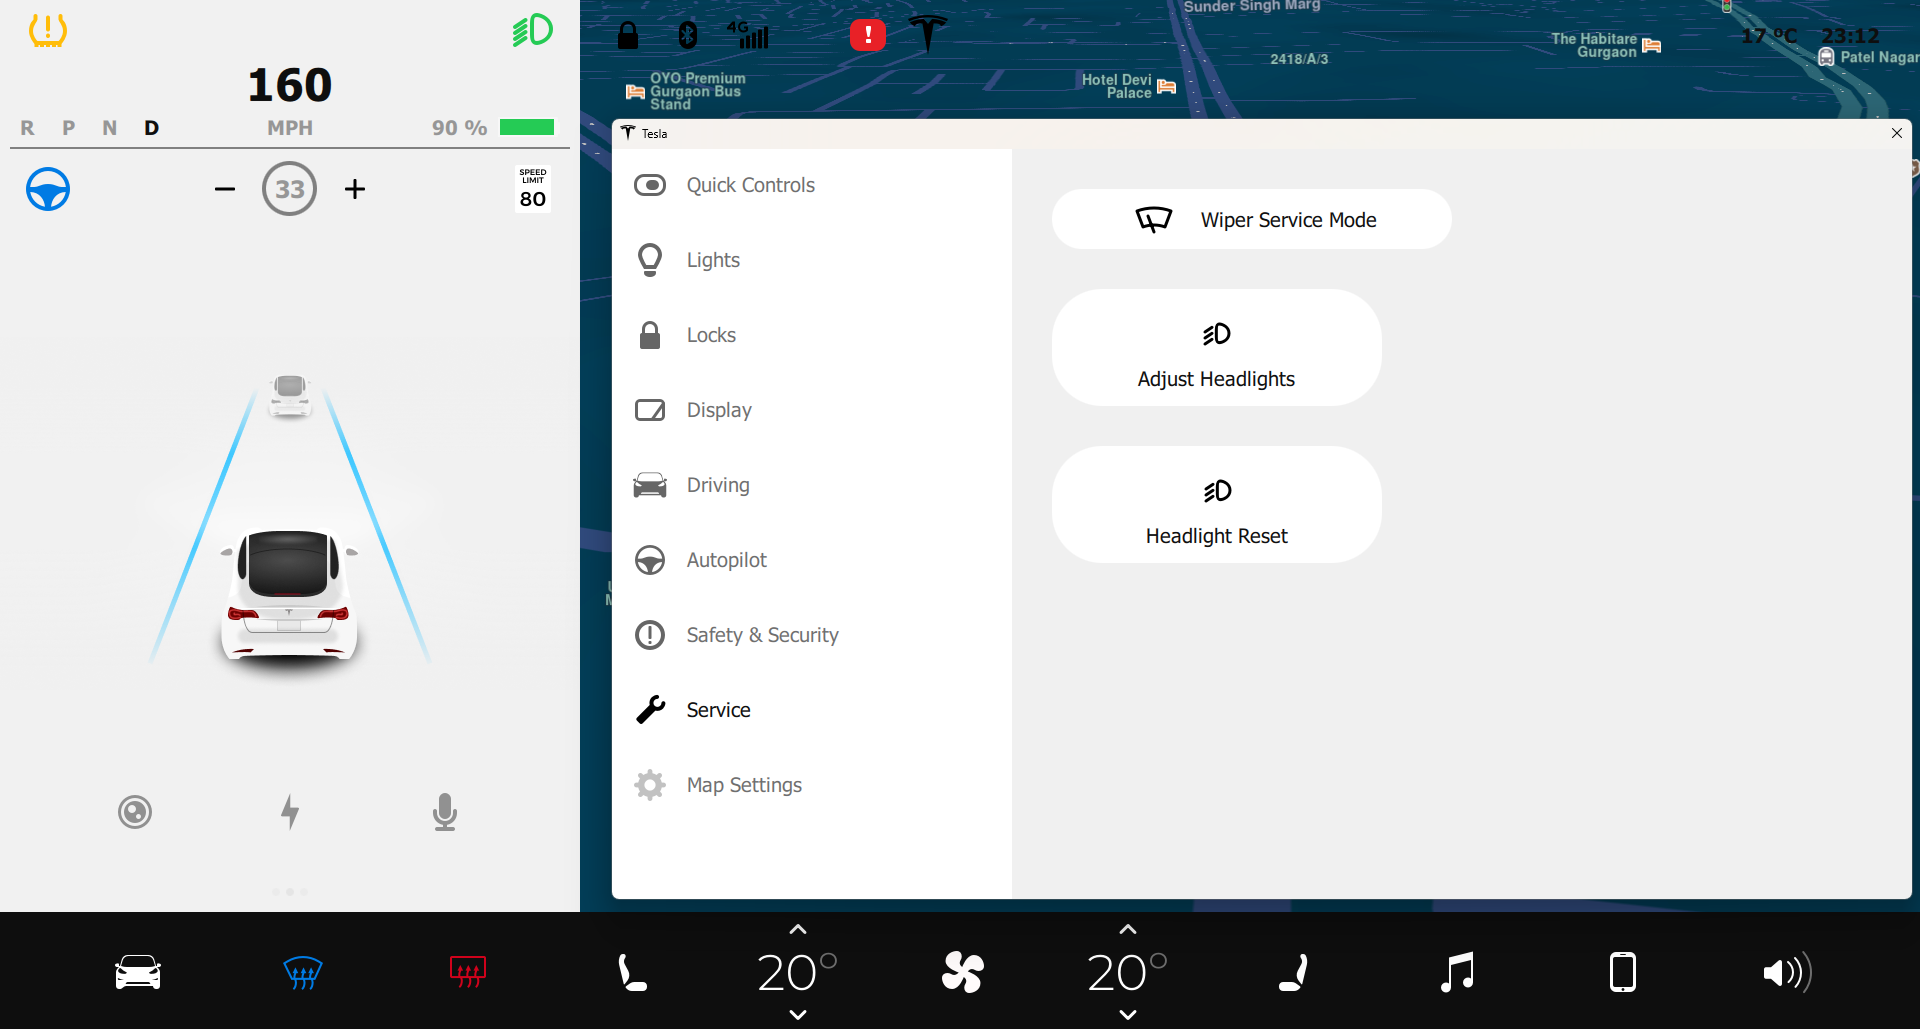 160
R P N D
MPH
90 %
33
SPEED
LIMIT
80
4G
Sunder Singh Marg
2418/A/3
The Habitare
Gurgaon
17 ºC
23:12
Patel Nagar
OYO Premium
Gurgaon Bus
Stand
Hotel Devi
Palace
Tesla
Quick Controls
Lights
Locks
Display
Driving
Autopilot
Safety & Security
Service
Map Settings
Wiper Service Mode
Adjust Headlights
Headlight Reset
20°
20°